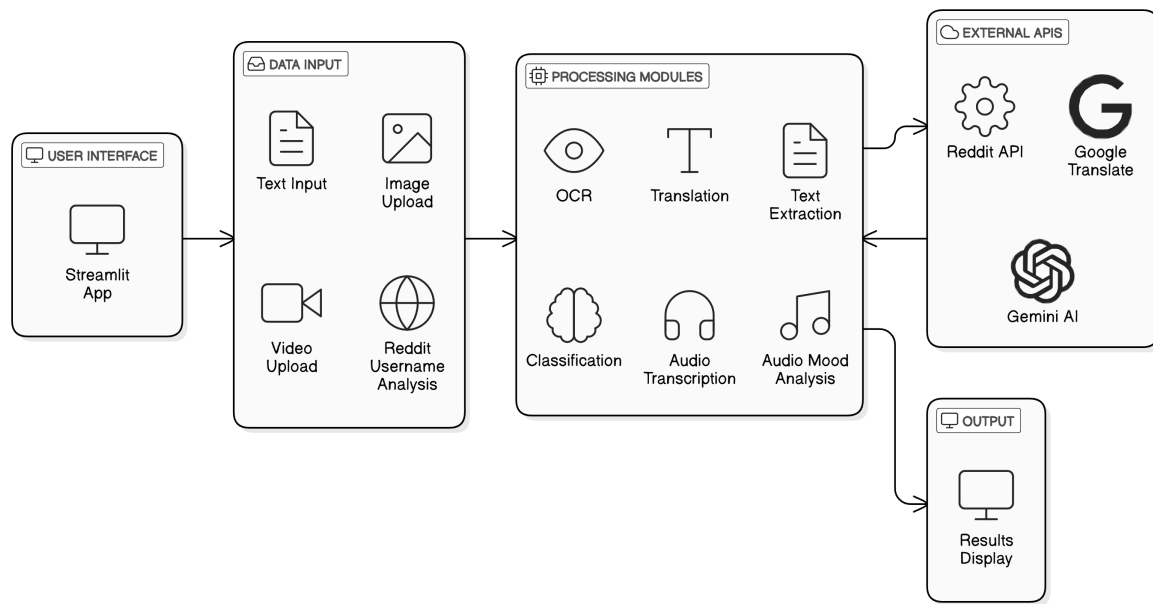 USER INTERFACE
Streamlit
App
DATA INPUT
Text Input
Image
Upload
Video
Upload
Reddit
Username
Analysis
PROCESSING MODULES
OCR
Translation
Text
Extraction
Classification
Audio
Transcription
Audio Mood
Analysis
EXTERNAL APIS
Reddit API
Google
Translate
Gemini AI
OUTPUT
Results
Display